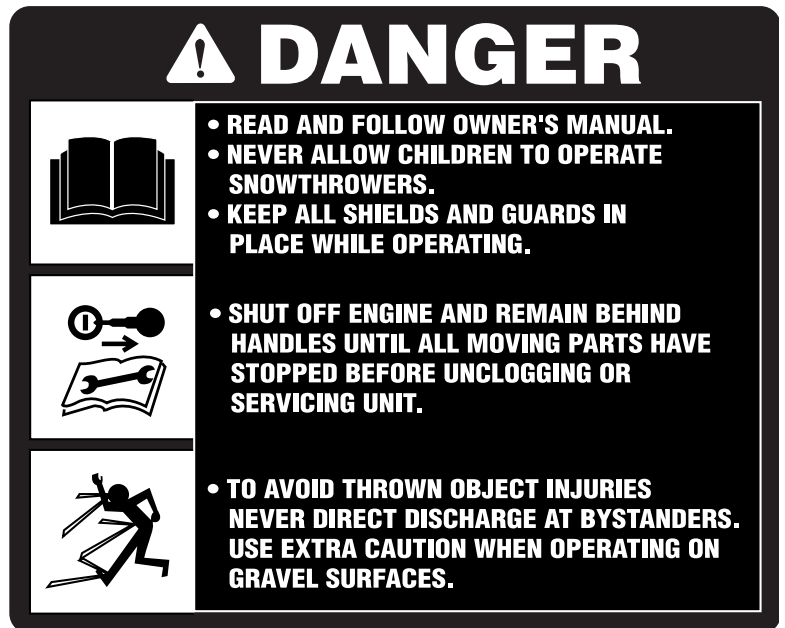 DANGER
• READ AND FOLLOW OWNER'S MANUAL.
• NEVER ALLOW CHILDREN TO OPERATE
SNOWTHROWERS.
• KEEP ALL SHIELDS AND GUARDS IN
PLACE WHILE OPERATING.
• SHUT OFF ENGINE AND REMAIN BEHIND
HANDLES UNTIL ALL MOVING PARTS HAVE
STOPPED BEFORE UNCLOGGING OR
SERVICING UNIT.
• TO AVOID THROWN OBJECT INJURIES
NEVER DIRECT DISCHARGE AT BYSTANDERS.
USE EXTRA CAUTION WHEN OPERATING ON
GRAVEL SURFACES.